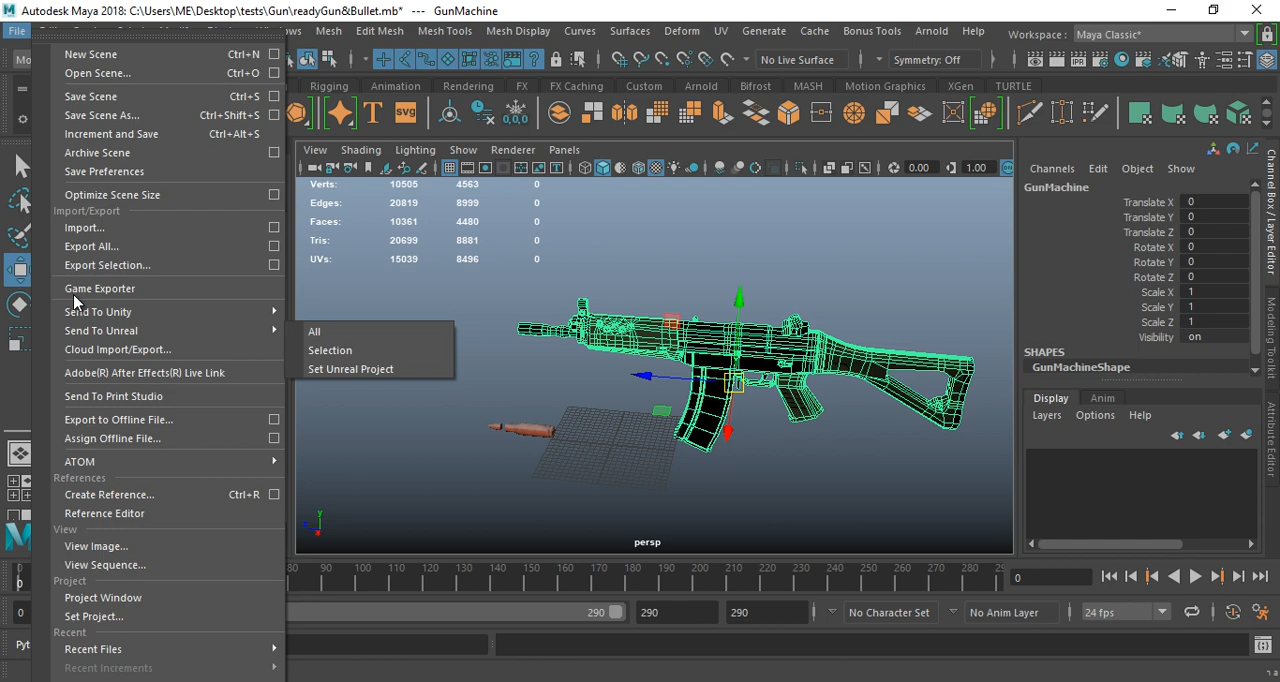 Autodesk Maya 2018: C:\Users\ME\Desktop\tests\Gun\readyGun&Bullet.mb* --- GunMachine
File
Mesh Edit Mesh Mesh Tools Mesh Display Curves Surfaces Deform UV Generate Cache Bonus Tools Arnold Help Workspace : Maya Classic*
No Live Surface Symmetry: Off
Rigging Animation Rendering FX FX Caching Custom Arnold Bifrost MASH Motion Graphics XGen TURTLE
New Scene Ctrl+N
Open Scene... Ctrl+O
Save Scene Ctrl+S
Save Scene As... Ctrl+Shift+S
Increment and Save Ctrl+Alt+S
Archive Scene
Save Preferences
Optimize Scene Size
Import/Export
Import...
Export All...
Export Selection...
Game Exporter
Send To Unity
Send To Unreal
Cloud Import/Export...
Adobe(R) After Effects(R) Live Link
Send To Print Studio
Export to Offline File...
Assign Offline File...
ATOM
References
Create Reference... Ctrl+R
Reference Editor
View
View Image...
View Sequence...
Project
Project Window
Set Project...
Recent
Recent Files
Recent Increments
All
Selection
Set Unreal Project
View Shading Lighting Show Renderer Panels
0.00 1.00
Verts: 10505 4563 0
Edges: 20819 8999 0
Faces: 10361 4480 0
Tris: 20699 8881 0
UVs: 15039 8496 0
persp
Channels Edit Object Show
GunMachine
Translate X 0
Translate Y 0
Translate Z 0
Rotate X 0
Rotate Y 0
Rotate Z 0
Scale X 1
Scale Y 1
Scale Z 1
Visibility on
SHAPES
GunMachineShape
Display Anim
Layers Options Help
Channel Box / Layer Editor
Modeling Toolkit
Attribute Editor
0 80 90 100 110 120 130 140 150 160 170 180 190 200 210 220 230 240 250 260 270 280 0
0 290 290 290 No Character Set No Anim Layer 24 fps